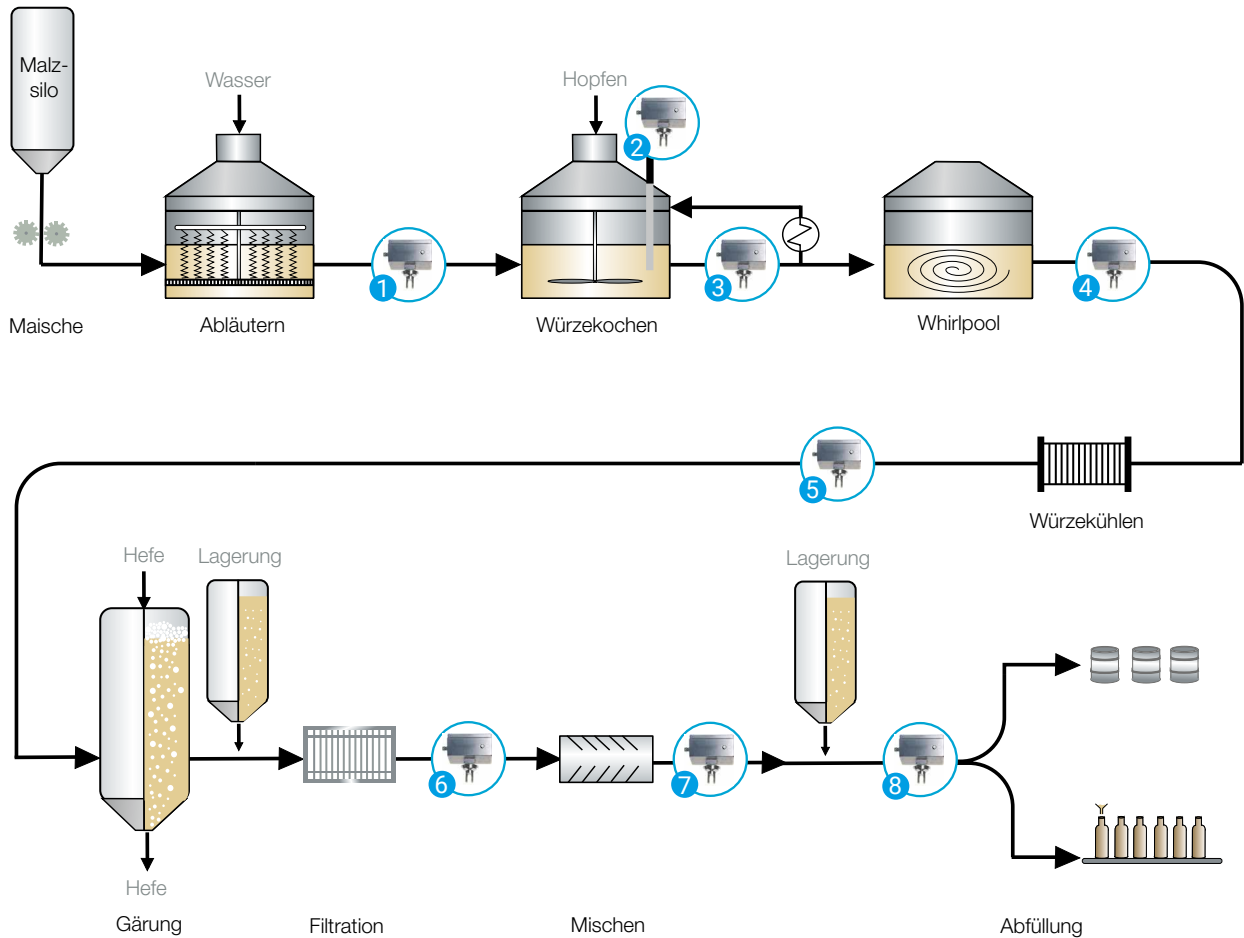 Malz-
silo
Wasser
Hopfen
2
1
3
4
Maische
Abläutern
Würzekochen
Whirlpool
5
Würzekühlen
Hefe
Lagerung
Lagerung
6
7
8
Hefe
Gärung
Filtration
Mischen
Abfüllung